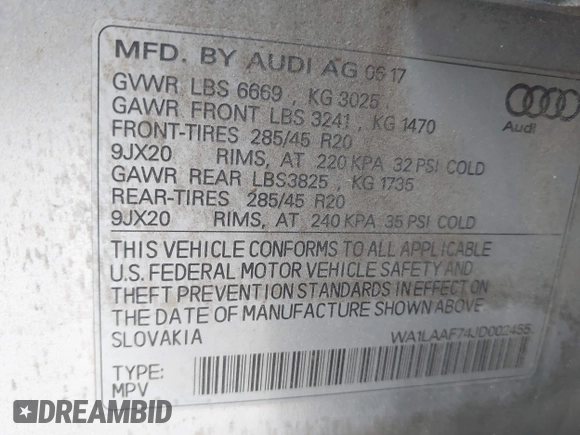 MFD. BY AUDI AG 06 17
GVWR LBS 6669 , KG 3025
GAWR FRONT LBS 3241 , KG 1470
FRONT-TIRES 285/45 R20
9JX20 RIMS, AT 220 KPA 32 PSI COLD
GAWR REAR LBS3825 , KG 1735
REAR-TIRES 285/45 R20
9JX20 RIMS, AT 240 KPA 35 PSI COLD
Audi
THIS VEHICLE CONFORMS TO ALL APPLICABLE
U.S. FEDERAL MOTOR VEHICLE SAFETY AND
THEFT PREVENTION STANDARDS IN EFFECT ON
THE DATE OF MANUFACTURE SHOWN ABOVE
SLOVAKIA WA1LAAF74JD002455
TYPE:
MPV
DREAMBID